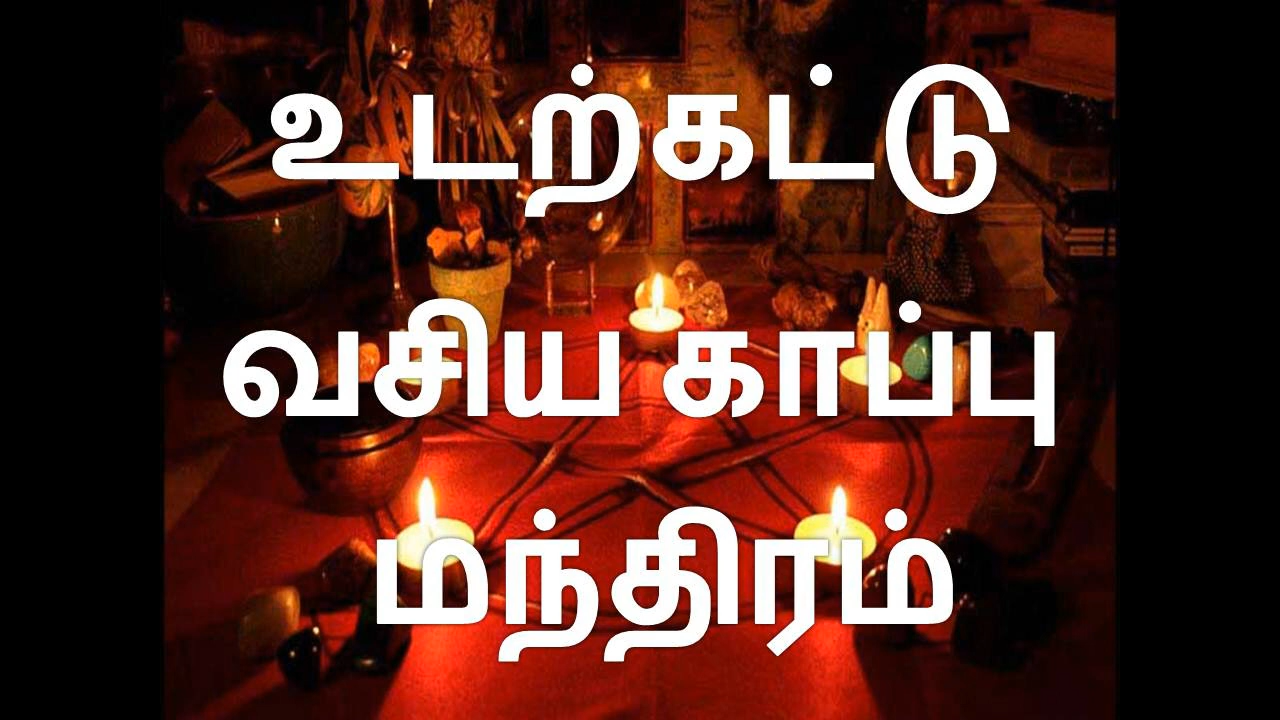 உடற்கட்டு
வசிய காப்பு
மந்திரம்